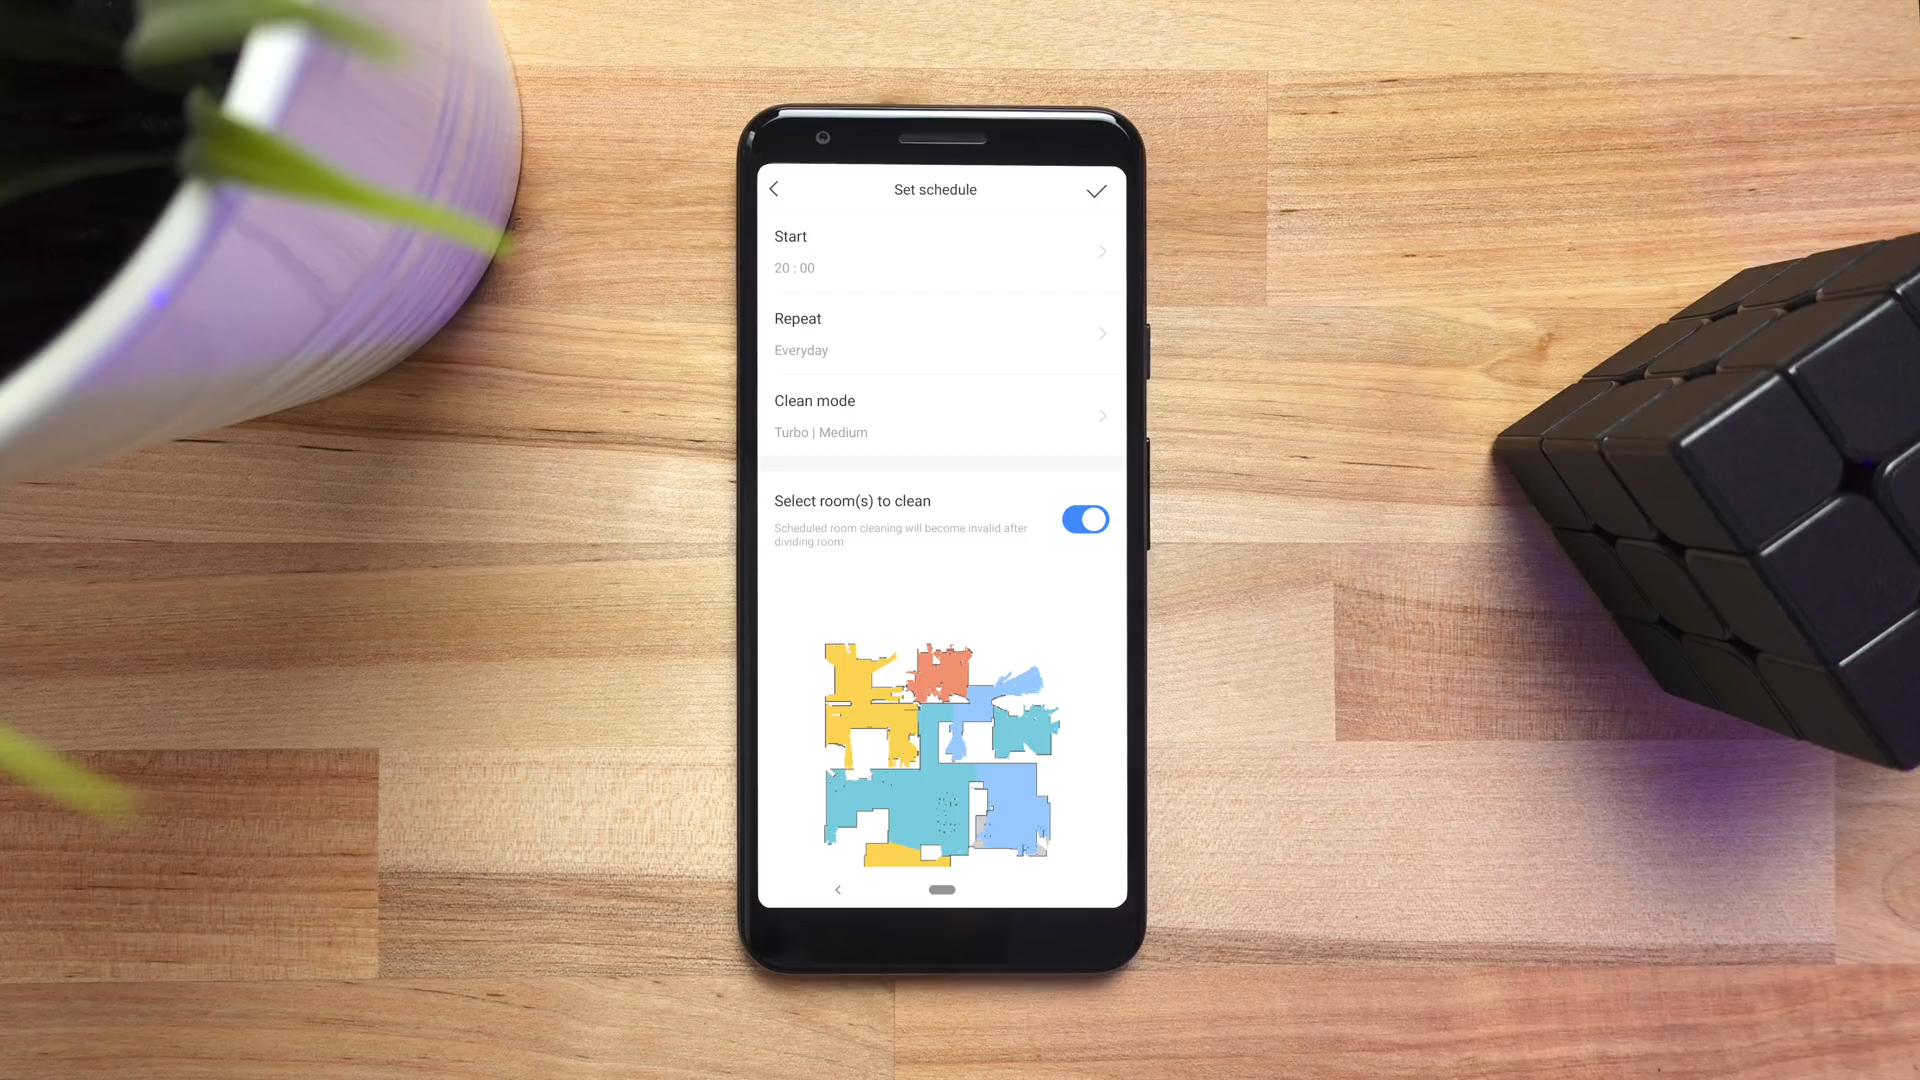 Set schedule
Start
20 : 00
Repeat
Everyday
Clean mode
Turbo | Medium
Select room(s) to clean
Scheduled room cleaning will become invalid after
dividing room